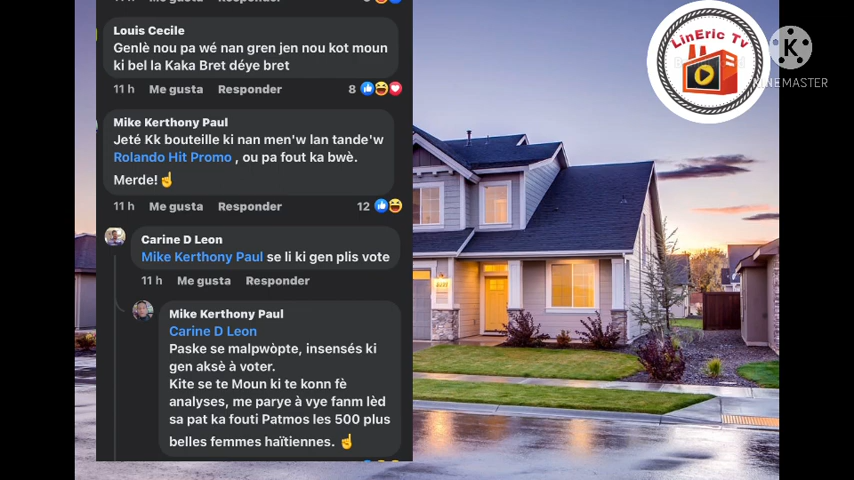 11 h Me gusta Responder
Louis Cecile
Genlè nou pa wé nan gren jen nou kot moun
ki bel la Kaka Bret déye bret
11 h Me gusta Responder 8
Mike Kerthony Paul
Jeté Kk bouteille ki nan men'w lan tande'w
Rolando Hit Promo , ou pa fout ka bwè.
Merde!☝️
11 h Me gusta Responder 12
Carine D Leon
Mike Kerthony Paul se li ki gen plis vote
11 h Me gusta Responder
Mike Kerthony Paul
Carine D Leon
Paske se malpwòpte, insensés ki
gen aksè à voter.
Kite se te Moun ki te konn fè
analyses, me parye à vye fanm lèd
sa pat ka fouti Patmos les 500 plus
belles femmes haïtiennes. ☝️
LinEric Tv
K
KINEMASTER